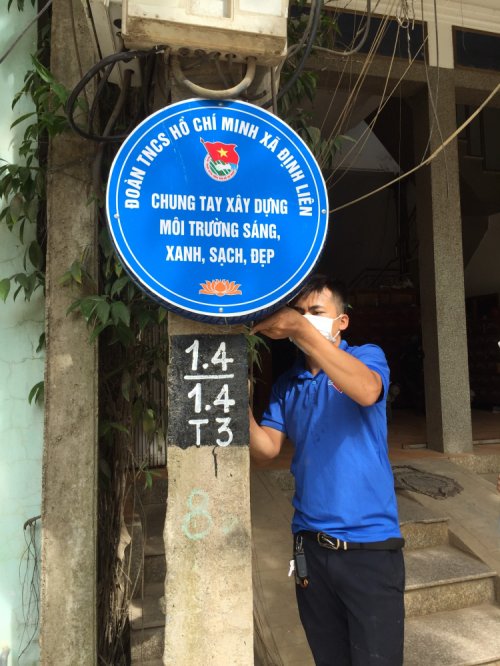 ĐOÀN TNCS HỒ CHÍ MINH XÃ ĐỊNH LIÊN
CHUNG TAY XÂY DỰNG
MÔI TRƯỜNG SÁNG,
XANH, SẠCH, ĐẸP
1.4
1.4
T3
8